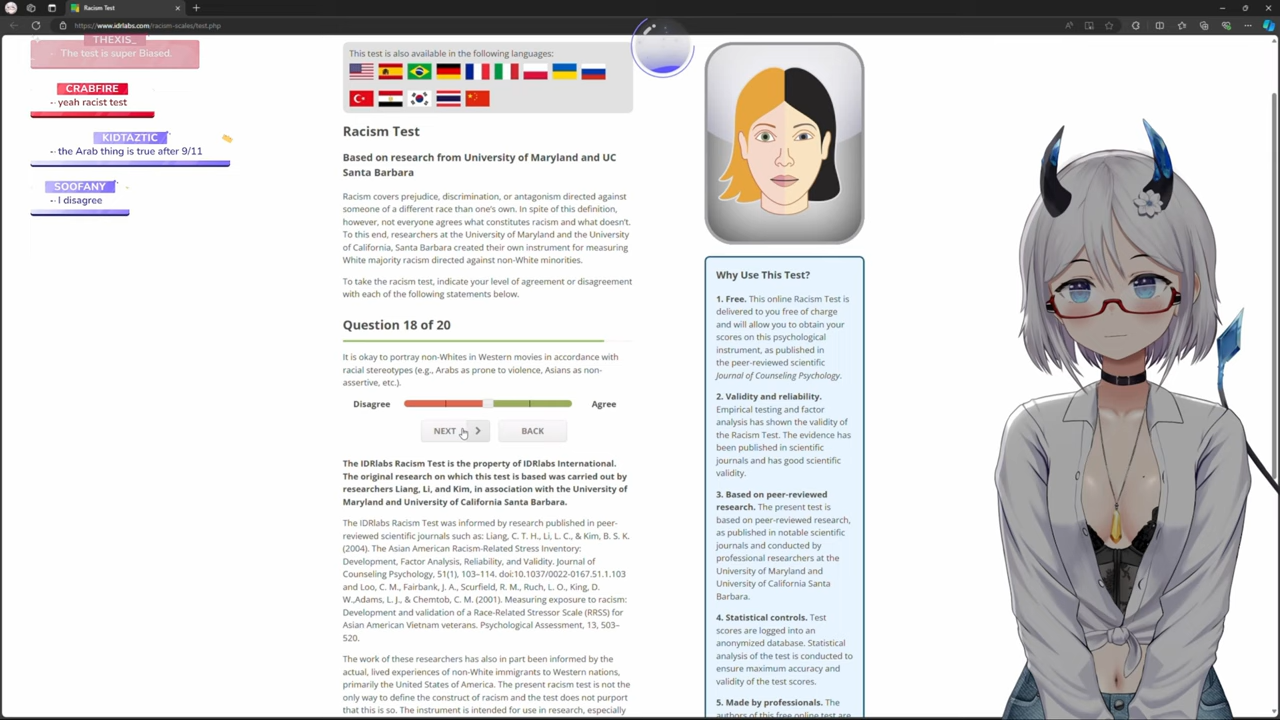 Racism Test
https://www.idrlabs.com/racism-scales/test.php
THEXIS_
The test is super Biased.
CRABFIRE
yeah racist test
KIDTAZTIC
the Arab thing is true after 9/11
SOOFANY
I disagree
This test is also available in the following languages:
Racism Test
Based on research from University of Maryland and UC
Santa Barbara
Racism covers prejudice, discrimination, or antagonism directed against
someone of a different race than one's own. In spite of this definition,
however, not everyone agrees what constitutes racism and what doesn't.
To this end, researchers at the University of Maryland and the University
of California, Santa Barbara created their own instrument for measuring
White majority racism directed against non-White minorities.
To take the racism test, indicate your level of agreement or disagreement
with each of the following statements below.
Question 18 of 20
It is okay to portray non-Whites in Western movies in accordance with
racial stereotypes (e.g., Arabs as prone to violence, Asians as non-
assertive, etc.).
Disagree
Agree
NEXT
BACK
The IDRlabs Racism Test is the property of IDRlabs International.
The original research on which this test is based was carried out by
researchers Liang, Li, and Kim, in association with the University of
Maryland and University of California Santa Barbara.
The IDRlabs Racism Test was informed by research published in peer-
reviewed scientific journals such as: Liang, C. T. H., Li, L. C., & Kim, B. S. K.
(2004). The Asian American Racism-Related Stress Inventory:
Development, Factor Analysis, Reliability, and Validity. Journal of
Counseling Psychology, 51(1), 103–114. doi:10.1037/0022-0167.51.1.103
and Loo, C. M., Fairbank, J. A., Scurfield, R. M., Ruch, L. O., King, D.
W.,Adams, L. J., & Chemtob, C. M. (2001). Measuring exposure to racism:
Development and validation of a Race-Related Stressor Scale (RRSS) for
Asian American Vietnam veterans. Psychological Assessment, 13, 503–
520.
The work of these researchers has also in part been informed by the
actual, lived experiences of non-White immigrants to Western nations,
primarily the United States of America. The present racism test is not the
only way to define the construct of racism and the test does not purport
that this is so. The instrument is intended for use in research, especially
Why Use This Test?
1. Free. This online Racism Test is
delivered to you free of charge
and will allow you to obtain your
scores on this psychological
instrument, as published in
the peer-reviewed scientific
Journal of Counseling Psychology.
2. Validity and reliability.
Empirical testing and factor
analysis has shown the validity of
the Racism Test. The evidence has
been published in scientific
journals and has good scientific
validity.
3. Based on peer-reviewed
research. The present test is
based on peer-reviewed research,
as published in notable scientific
journals and conducted by
professional researchers at the
University of Maryland and
University of California Santa
Barbara.
4. Statistical controls. Test
scores are logged into an
anonymized database. Statistical
analysis of the test is conducted to
ensure maximum accuracy and
validity of the test scores.
5. Made by professionals. The
authors of this free online test are